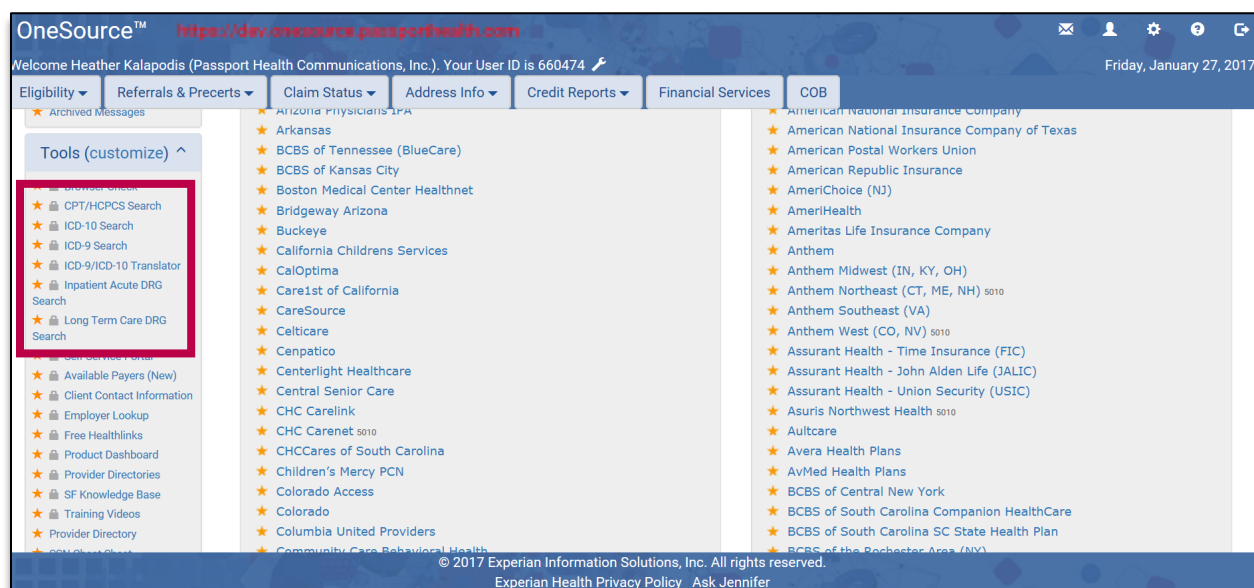 OneSource™ https://dev.onesource.passporthealth.com
Welcome Heather Kalapodis (Passport Health Communications, Inc.). Your User ID is 660474
Friday, January 27, 2017
Eligibility Referrals & Precerts Claim Status Address Info Credit Reports Financial Services COB
Archived Messages
Tools (customize) ^
Browser Check
CPT/HCPCS Search
ICD-10 Search
ICD-9 Search
ICD-9/ICD-10 Translator
Inpatient Acute DRG
Search
Long Term Care DRG
Search
Self Service Portal
Available Payers (New)
Client Contact Information
Employer Lookup
Free Healthlinks
Product Dashboard
Provider Directories
SF Knowledge Base
Training Videos
Provider Directory
Arizona Physicians IPA
Arkansas
BCBS of Tennessee (BlueCare)
BCBS of Kansas City
Boston Medical Center Healthnet
Bridgeway Arizona
Buckeye
California Childrens Services
CalOptima
Care1st of California
CareSource
Celticare
Cenpatico
Centerlight Healthcare
Central Senior Care
CHC Carelink
CHC Carenet 5010
CHCCares of South Carolina
Children's Mercy PCN
Colorado Access
Colorado
Columbia United Providers
Community Care Behavioral Health
American National Insurance Company
American National Insurance Company of Texas
American Postal Workers Union
American Republic Insurance
AmeriChoice (NJ)
AmeriHealth
Ameritas Life Insurance Company
Anthem
Anthem Midwest (IN, KY, OH)
Anthem Northeast (CT, ME, NH) 5010
Anthem Southeast (VA)
Anthem West (CO, NV) 5010
Assurant Health - Time Insurance (FIC)
Assurant Health - John Alden Life (JALIC)
Assurant Health - Union Security (USIC)
Asuris Northwest Health 5010
Aultcare
Avera Health Plans
AvMed Health Plans
BCBS of Central New York
BCBS of South Carolina Companion HealthCare
BCBS of South Carolina SC State Health Plan
BCBS of the Rochester Area (NY)
© 2017 Experian Information Solutions, Inc. All rights reserved.
Experian Health Privacy Policy Ask Jennifer